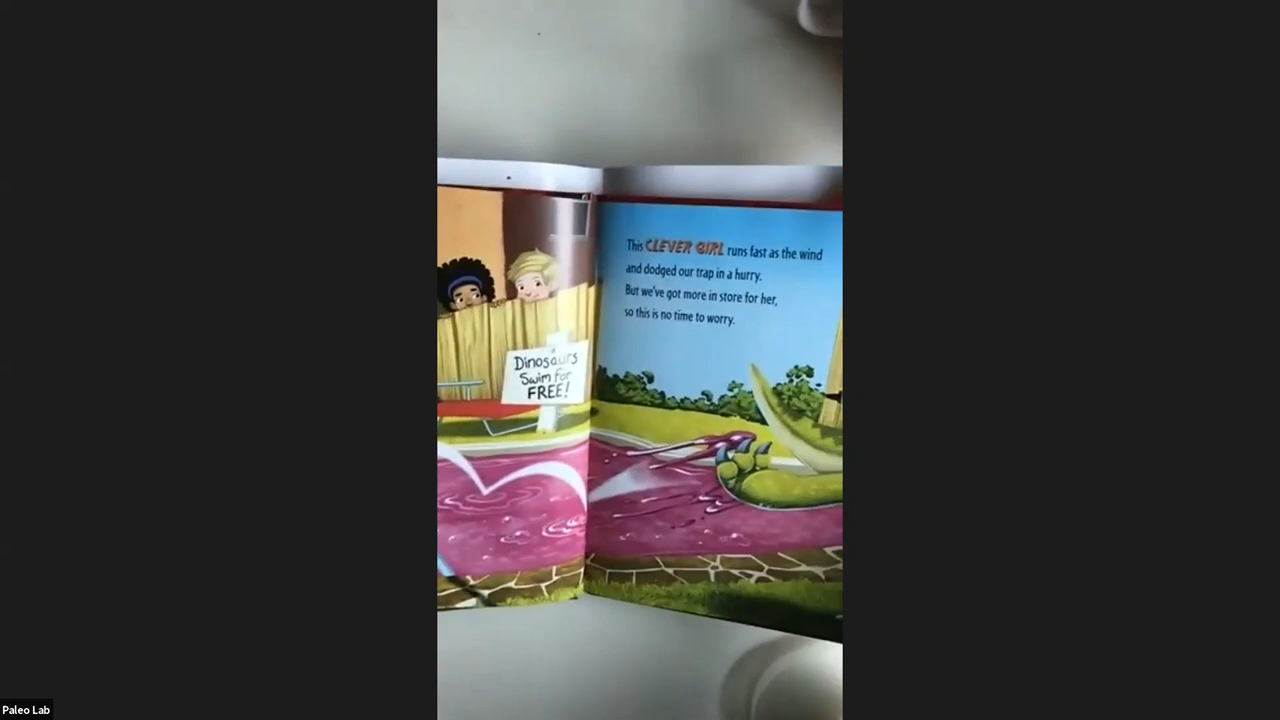 Dinosaurs
Swim for
FREE!
This CLEVER GIRL runs fast as the wind
and dodged our trap in a hurry.
But we've got more in store for her,
so this is no time to worry.
Paleo Lab